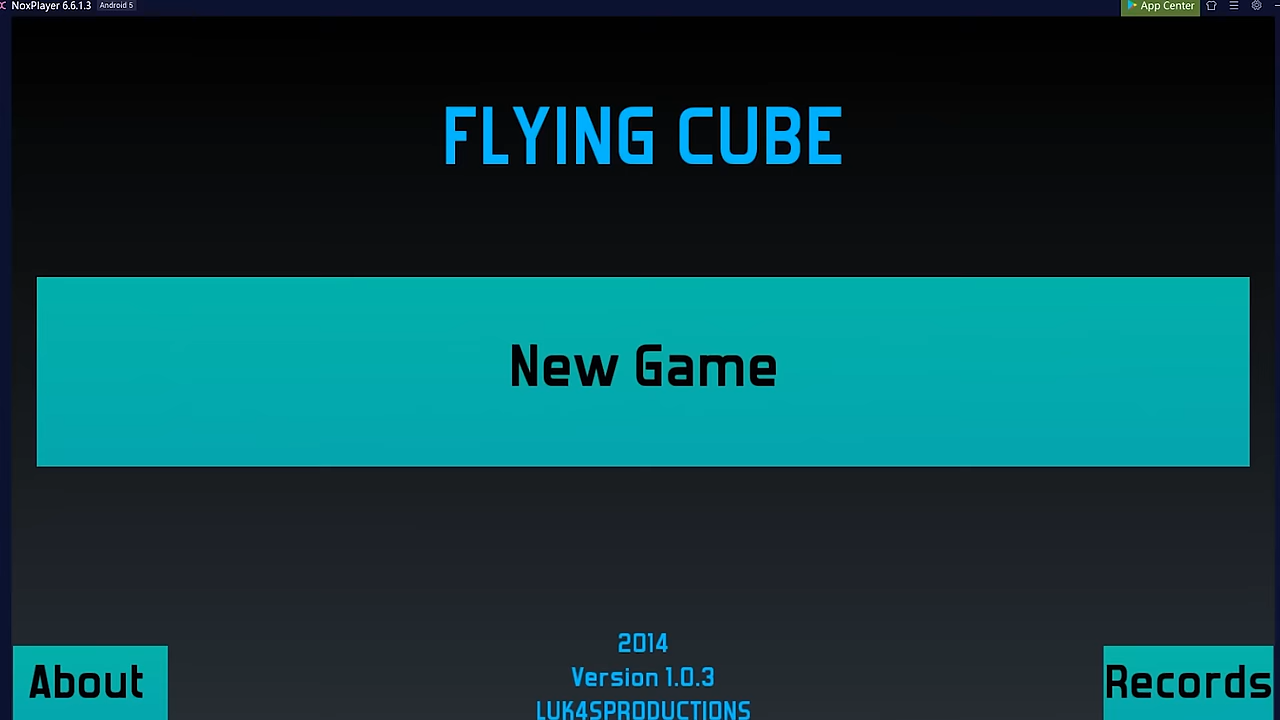 NoxPlayer 6.6.1.3 Android 5
App Center
FLYING CUBE
New Game
2014
Version 1.0.3
LUK4SPRODUCTIONS
About
Records